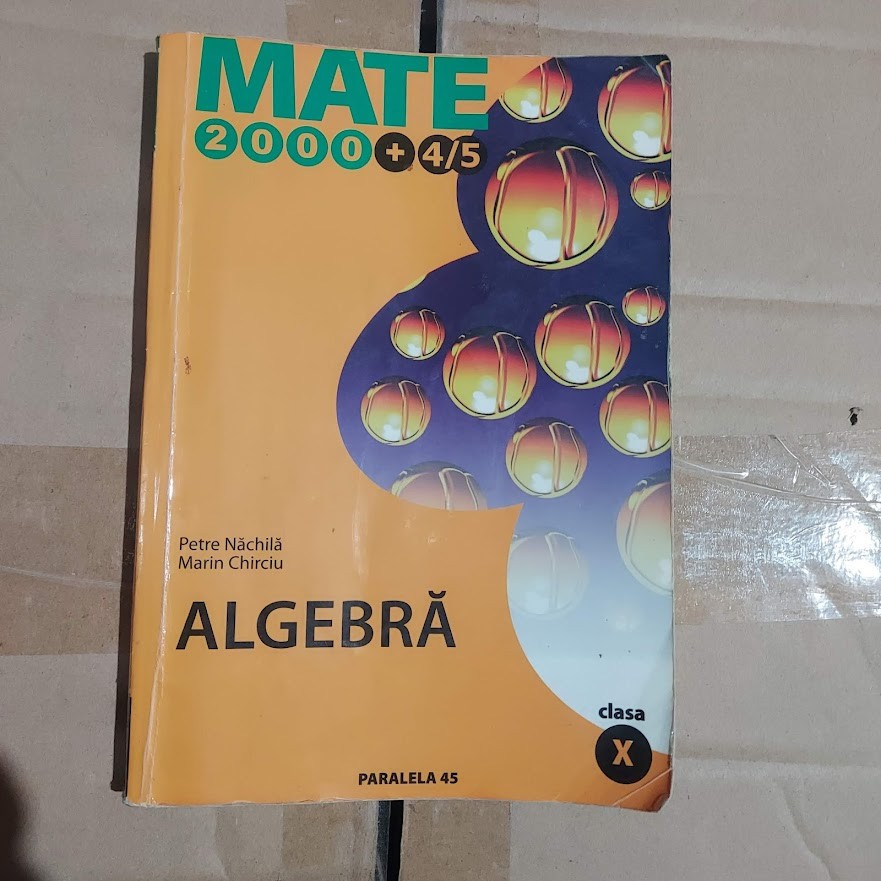 MATE
2000+4/5
Petre Năchilă
Marin Chirciu
ALGEBRĂ
clasa
X
PARALELA 45